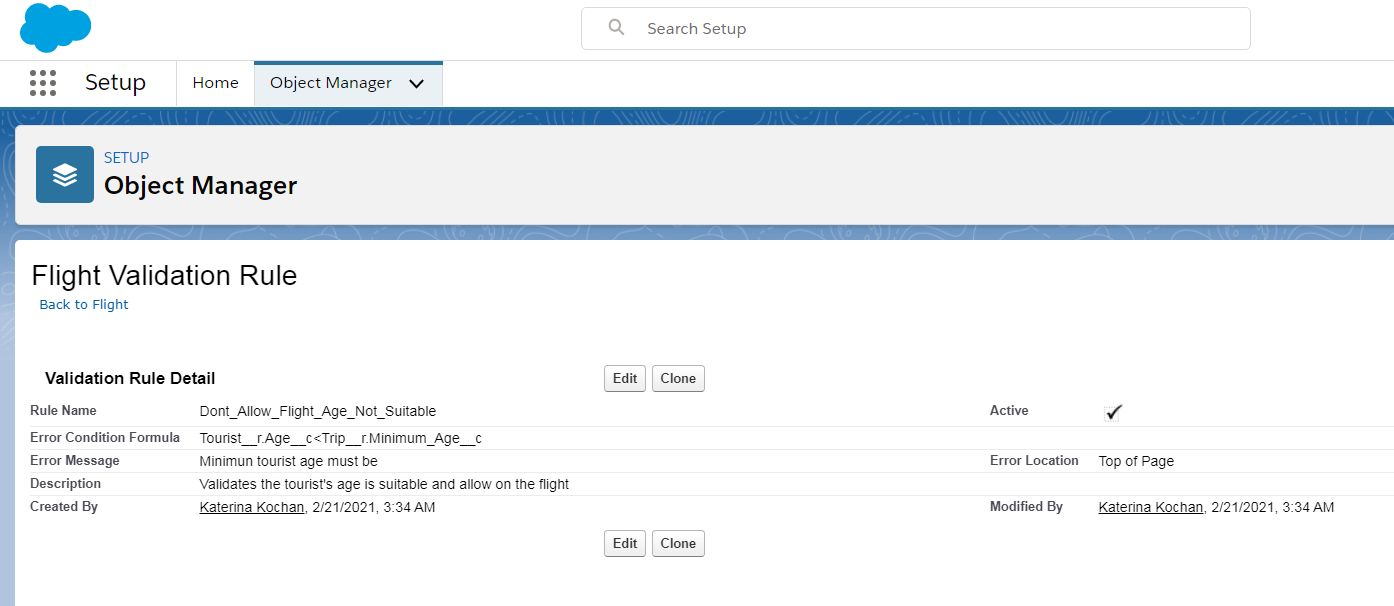 Search Setup
Setup
Home
Object Manager
SETUP
Object Manager
Flight Validation Rule
Back to Flight
Validation Rule Detail
Edit
Clone
Rule Name
Dont_Allow_Flight_Age_Not_Suitable
Active
Error Condition Formula
Tourist__r.Age__c<Trip__r.Minimum_Age__c
Error Message
Minimun tourist age must be
Error Location
Top of Page
Description
Validates the tourist's age is suitable and allow on the flight
Created By
Katerina Kochan, 2/21/2021, 3:34 AM
Modified By
Katerina Kochan, 2/21/2021, 3:34 AM
Edit
Clone